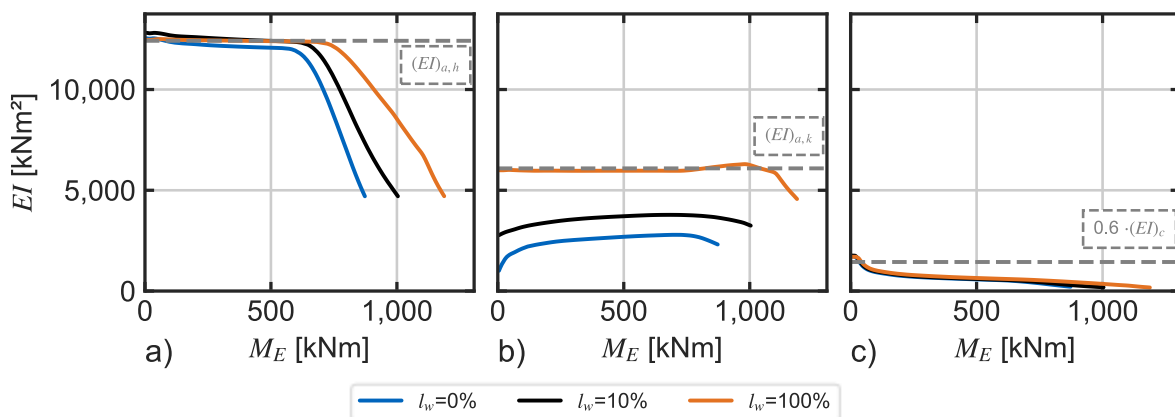 EI [kNm²]
10,000
5,000
0
(EI)a,h
(EI)a,k
0.6 ·(EI)c
0 500 1,000
0 500 1,000
0 500 1,000
a) ME [kNm]
b) ME [kNm]
c) ME [kNm]
lw=0% lw=10% lw=100%